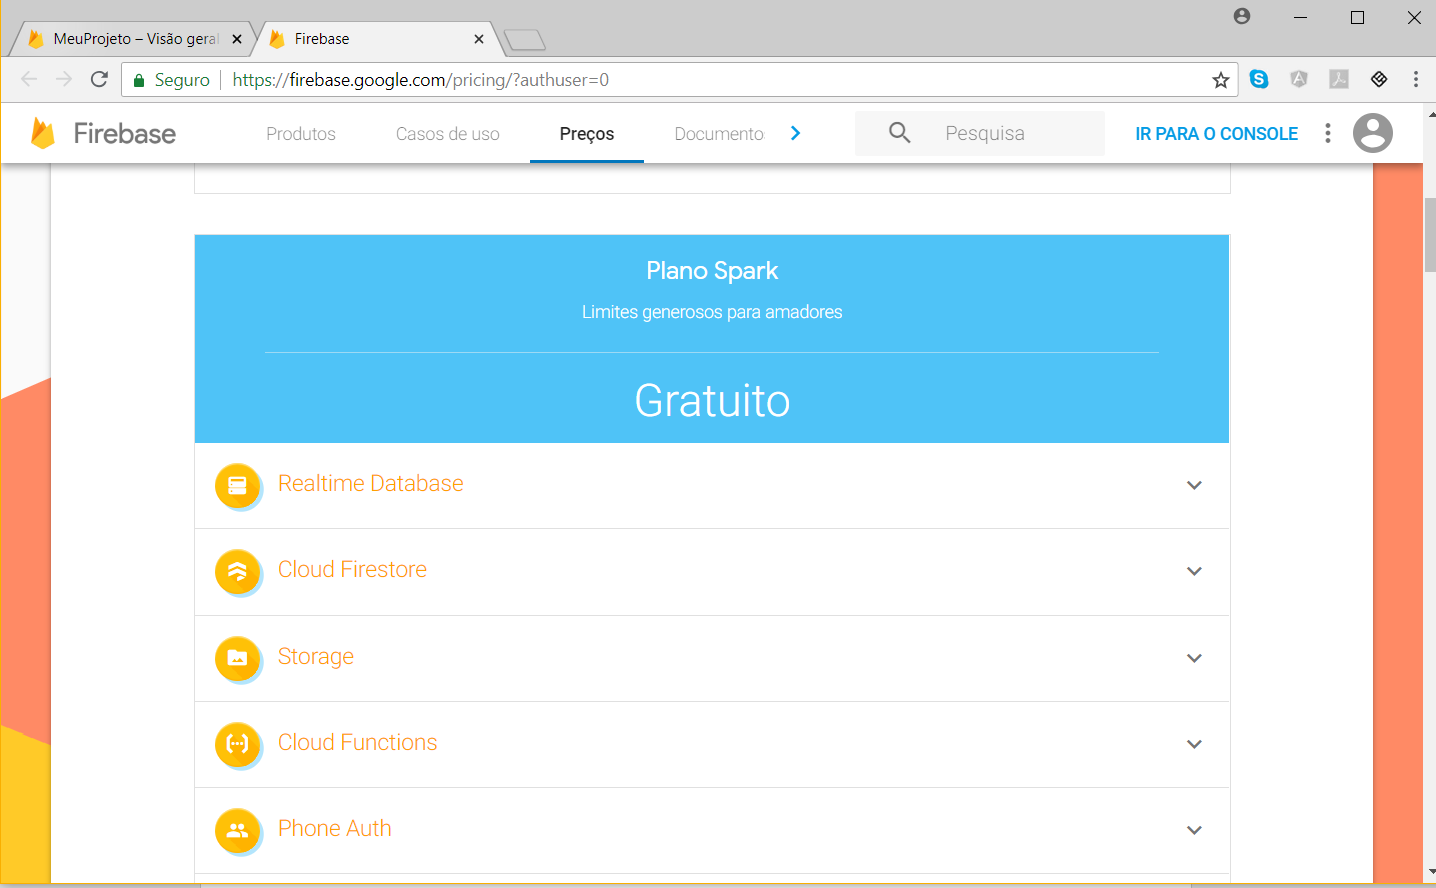 MeuProjeto – Visão geral
Firebase
Seguro
https://firebase.google.com/pricing/?authuser=0
Firebase
Produtos
Casos de uso
Preços
Documento
Pesquisa
IR PARA O CONSOLE
Plano Spark
Limites generosos para amadores
Gratuito
Realtime Database
Cloud Firestore
Storage
Cloud Functions
Phone Auth